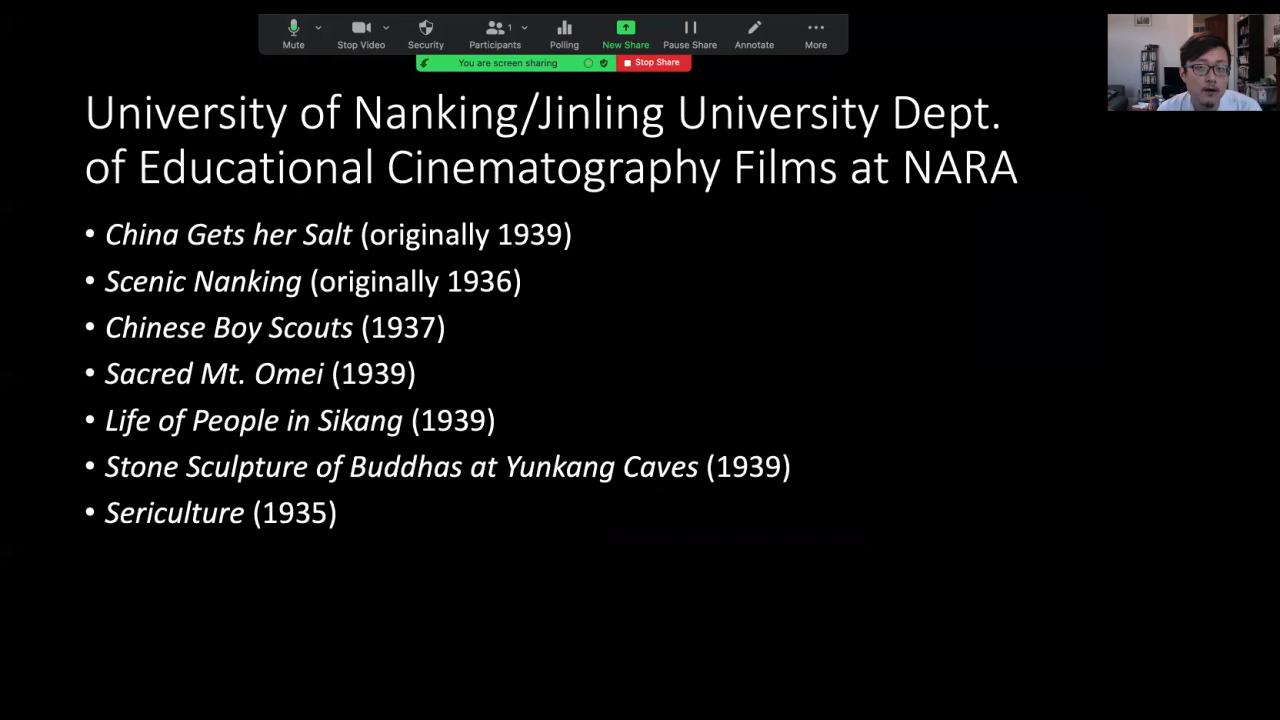 Mute
Stop Video
Security
Participants
1
Polling
New Share
Pause Share
Annotate
More
You are screen sharing
Stop Share
University of Nanking/Jinling University Dept.
of Educational Cinematography Films at NARA
• China Gets her Salt (originally 1939)
• Scenic Nanking (originally 1936)
• Chinese Boy Scouts (1937)
• Sacred Mt. Omei (1939)
• Life of People in Sikang (1939)
• Stone Sculpture of Buddhas at Yunkang Caves (1939)
• Sericulture (1935)